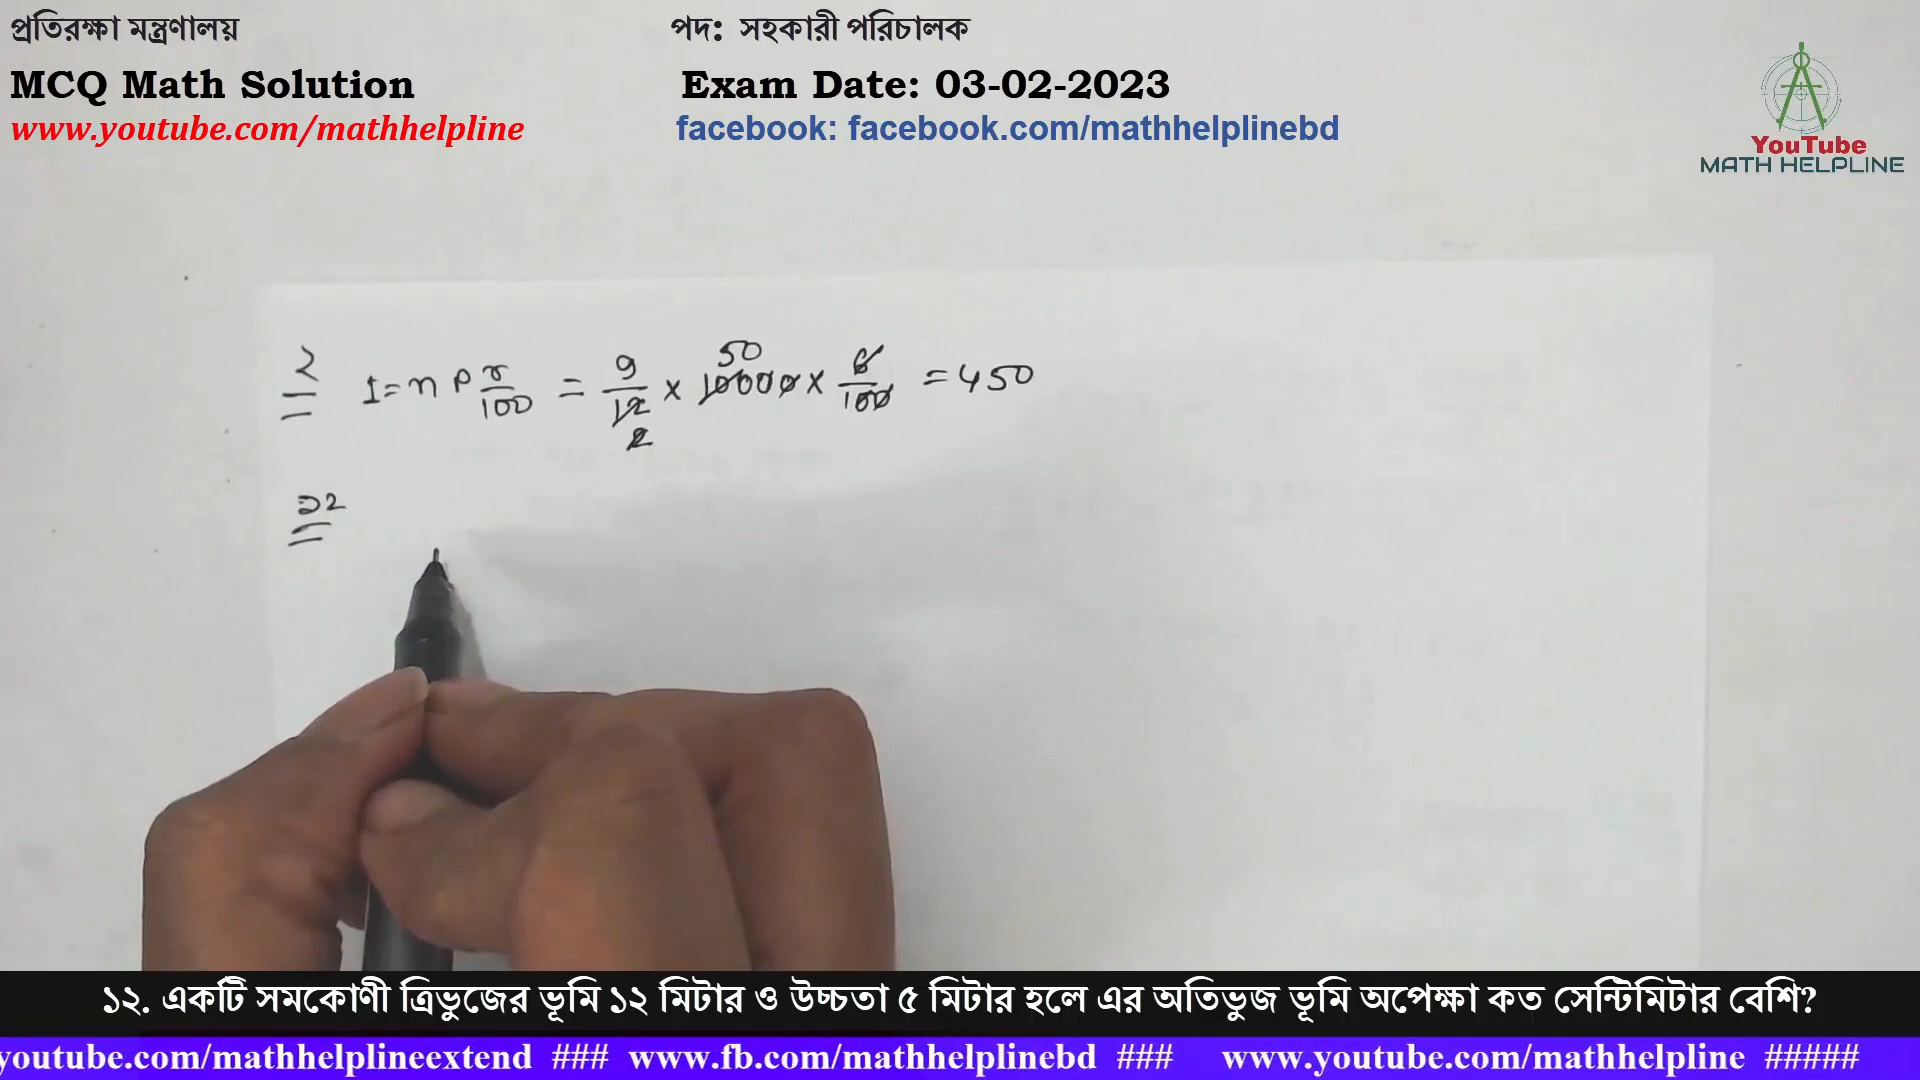 প্রতিরক্ষা মন্ত্রণালয়
পদ: সহকারী পরিচালক
MCQ Math Solution
Exam Date: 03-02-2023
www.youtube.com/mathhelpline
facebook: facebook.com/mathhelplinebd
YouTube
MATH HELPLINE
২ I = n P r/100 = 9/12 2 × 50 10000 × 6/100 = 450
১২
১২. একটি সমকোণী ত্রিভুজের ভূমি ১২ মিটার ও উচ্চতা ৫ মিটার হলে এর অতিভুজ ভূমি অপেক্ষা কত সেন্টিমিটার বেশি?
youtube.com/mathhelplineextend ### www.fb.com/mathhelplinebd ### www.youtube.com/mathhelpline #####